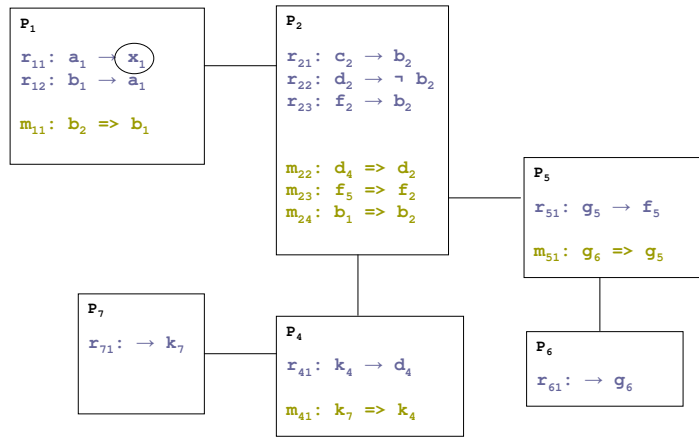 P₁
r₁₁: a₁ → x₁
r₁₂: b₁ → a₁
m₁₁: b₂ => b₁
P₂
r₂₁: c₂ → b₂
r₂₂: d₂ → ¬ b₂
r₂₃: f₂ → b₂
m₂₂: d₄ => d₂
m₂₃: f₅ => f₂
m₂₄: b₁ => b₂
P₅
r₅₁: g₅ → f₅
m₅₁: g₆ => g₅
P₇
r₇₁: → k₇
P₄
r₄₁: k₄ → d₄
m₄₁: k₇ => k₄
P₆
r₆₁: → g₆